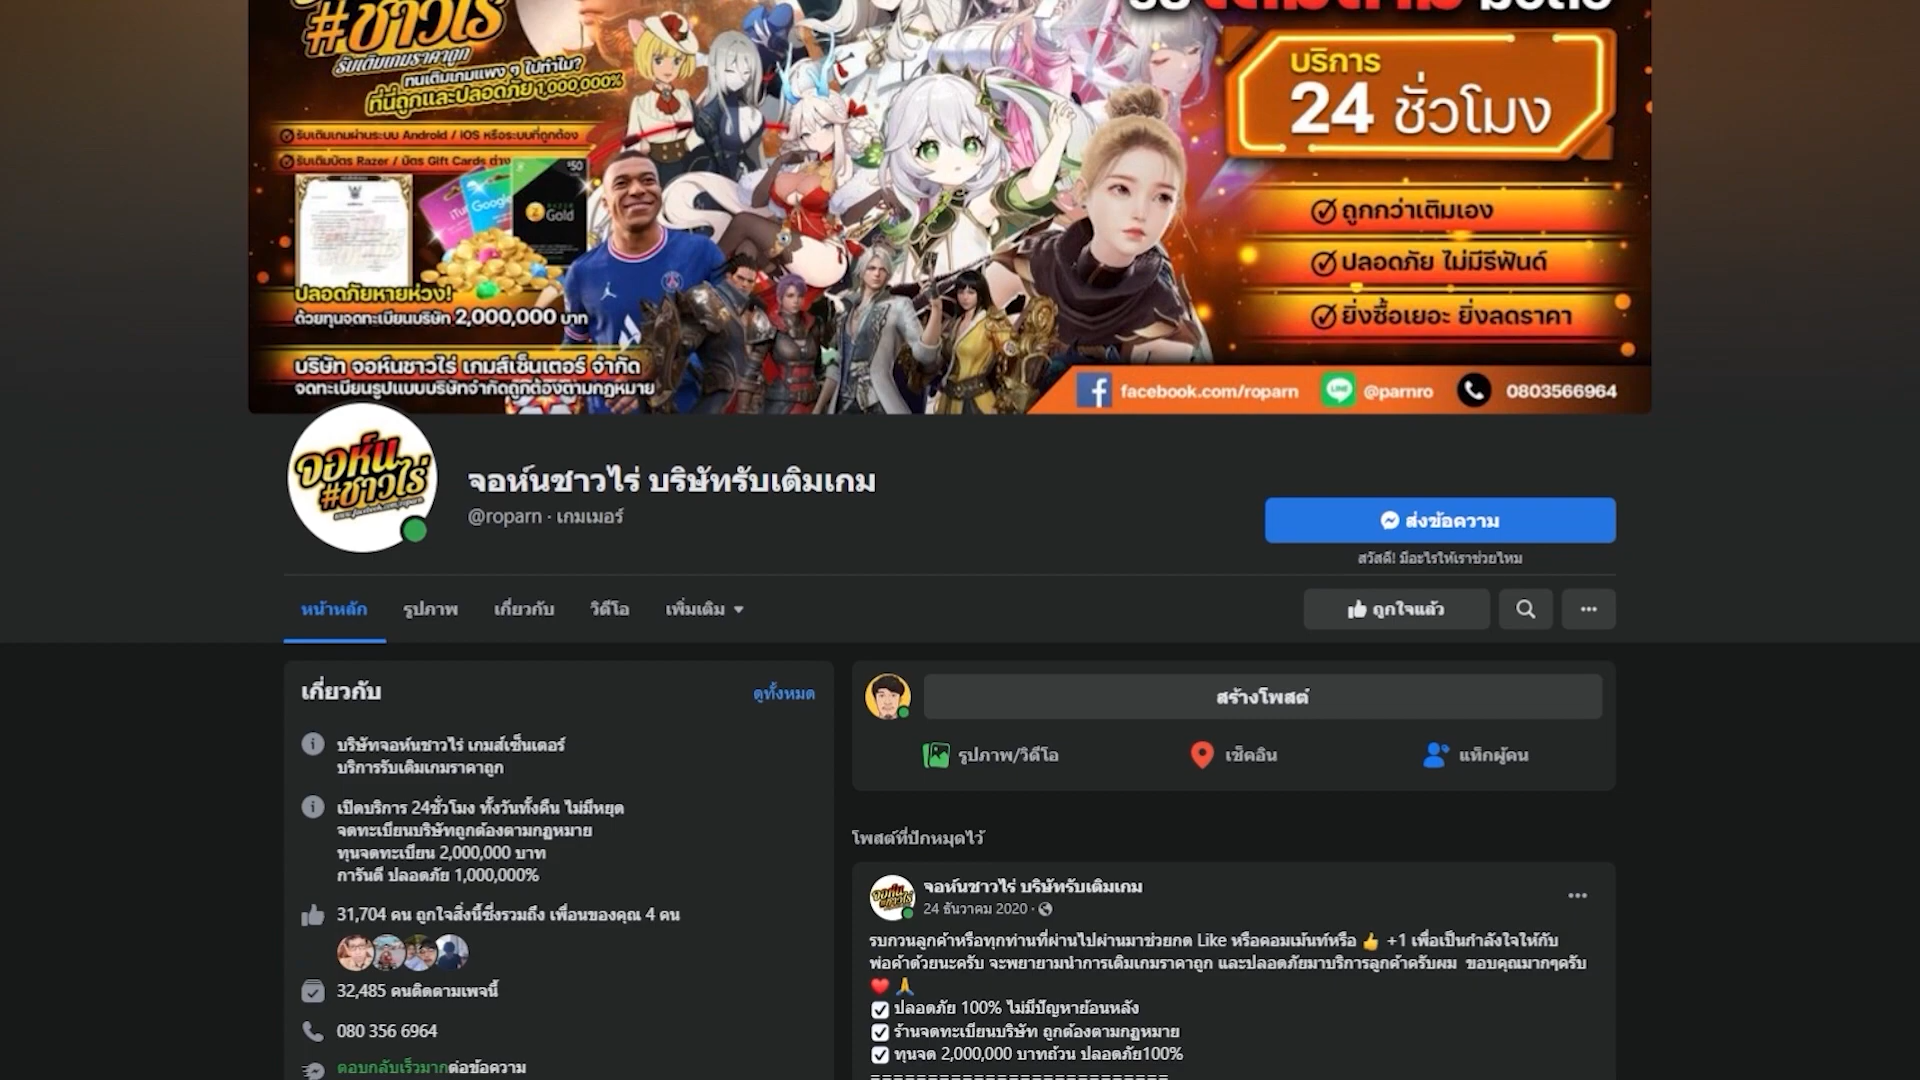 #ชาวไร่
รับเติมเกมราคาถูก
ทนเติมเกมแพง ๆ ไปทำไม?
ที่นี่ถูกและปลอดภัย 1,000,000%
รับเติมเกมผ่านระบบ Android / iOS หรือระบบที่ถูกต้อง
รับเติมบัตร Razer / บัตร Gift Cards ต่าง
$50
Google
Gold
ปลอดภัยหายห่วง!
ด้วยทุนจดทะเบียนบริษัท 2,000,000 บาท
บริษัท จอห์นชาวไร่ เกมส์เซ็นเตอร์ จำกัด
จดทะเบียนรูปแบบบริษัทจำกัดถูกต้องตามกฎหมาย
บริการ
24 ชั่วโมง
ถูกกว่าเติมเอง
ปลอดภัย ไม่มีรีฟันด์
ยิ่งซื้อเยอะ ยิ่งลดราคา
facebook.com/roparn
LINE
@parnro
0803566964
จอห์น
#ชาวไร่
www.facebook.com/roparn
จอห์นชาวไร่ บริษัทรับเติมเกม
@roparn · เกมเมอร์
ส่งข้อความ
สวัสดี! มีอะไรให้เราช่วยไหม
หน้าหลัก
รูปภาพ
เกี่ยวกับ
วิดีโอ
เพิ่มเติม
ถูกใจแล้ว
เกี่ยวกับ
ดูทั้งหมด
บริษัทจอห์นชาวไร่ เกมส์เซ็นเตอร์
บริการรับเติมเกมราคาถูก
เปิดบริการ 24ชั่วโมง ทั้งวันทั้งคืน ไม่มีหยุด
จดทะเบียนบริษัทถูกต้องตามกฎหมาย
ทุนจดทะเบียน 2,000,000 บาท
การันตี ปลอดภัย 1,000,000%
31,704 คน ถูกใจสิ่งนี้ซึ่งรวมถึง เพื่อนของคุณ 4 คน
32,485 คนติดตามเพจนี้
080 356 6964
ตอบกลับเร็วมากต่อข้อความ
สร้างโพสต์
รูปภาพ/วิดีโอ
เช็คอิน
แท็กผู้คน
โพสต์ที่ปักหมุดไว้
จอห์นชาวไร่ บริษัทรับเติมเกม
24 ธันวาคม 2020 ·
รบกวนลูกค้าหรือทุกท่านที่ผ่านไปผ่านมาช่วยกด Like หรือคอมเม้นท์หรือ 👍 +1 เพื่อเป็นกำลังใจให้กับ
พ่อค้าด้วยนะครับ จะพยายามนำการเติมเกมราคาถูก และปลอดภัยมาบริการลูกค้าครับผม ขอบคุณมากๆครับ
❤️ 🙏
☑ ปลอดภัย 100% ไม่มีปัญหาย้อนหลัง
☑ ร้านจดทะเบียนบริษัท ถูกต้องตามกฎหมาย
☑ ทุนจด 2,000,000 บาทถ้วน ปลอดภัย100%
==========================